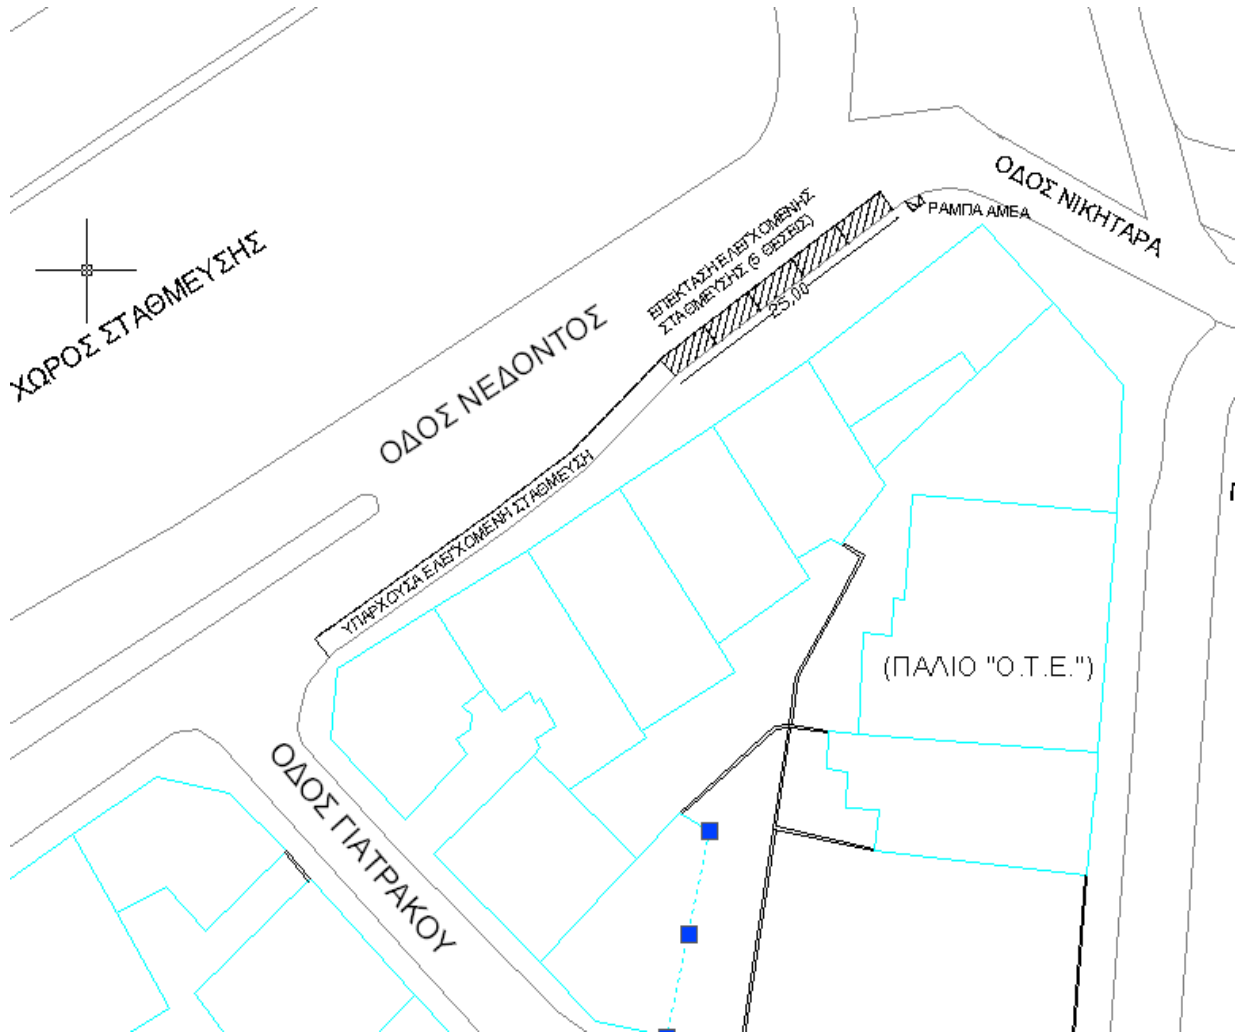 ΟΔΟΣ ΝΙΚΗΤΑΡΑ
ΡΑΜΠΑ ΑΜΕΑ
ΕΠΕΚΤΑΣΗ ΕΛΕΓΧΟΜΕΝΗΣ
ΣΤΑΘΜΕΥΣΗΣ (5 ΘΕΣΕΙΣ)
25,00
ΧΩΡΟΣ ΣΤΑΘΜΕΥΣΗΣ
ΟΔΟΣ ΝΕΔΟΝΤΟΣ
ΥΠΑΡΧΟΥΣΑ ΕΛΕΓΧΟΜΕΝΗ ΣΤΑΘΜΕΥΣΗ
(ΠΑΛΙΟ "Ο.Τ.Ε.")
ΟΔΟΣ ΓΙΑΤΡΑΚΟΥ